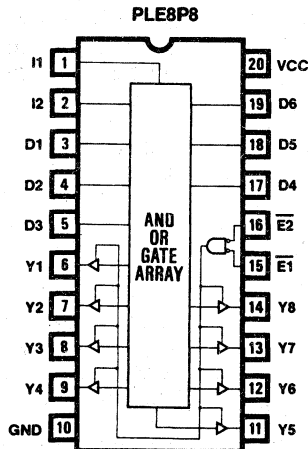 PLE8P8
I1 1 20 VCC
I2 2 19 D6
D1 3 18 D5
D2 4 17 D4
D3 5 16 E2
Y1 6 15 E1
Y2 7 14 Y8
Y3 8 13 Y7
Y4 9 12 Y6
GND 10 11 Y5
AND
OR
GATE
ARRAY